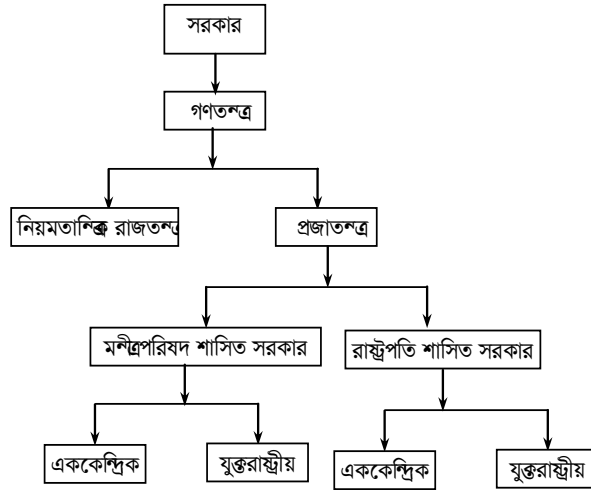 সরকার
গণতন্ত্র
নিয়মতান্ত্রিক রাজতন্ত্র
প্রজাতন্ত্র
মন্ত্রীপরিষদ শাসিত সরকার
রাষ্ট্রপতি শাসিত সরকার
এককেন্দ্রিক
যুক্তরাষ্ট্রীয়
এককেন্দ্রিক
যুক্তরাষ্ট্রীয়